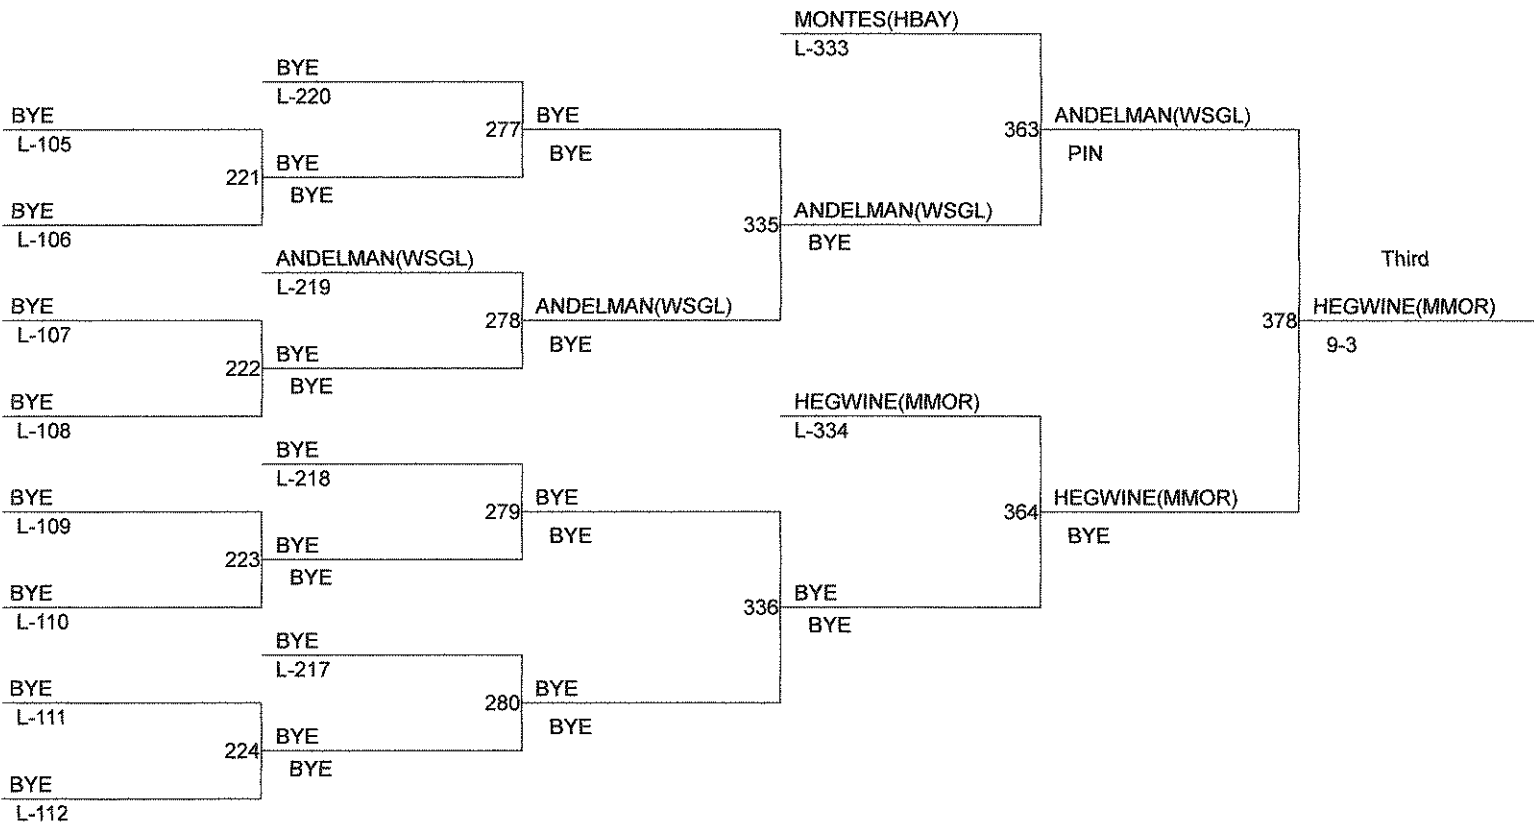 MONTES(HBAY)
L-333
BYE
L-220
BYE
L-105
277
BYE
BYE
363
ANDELMAN(WSGL)
PIN
221
BYE
BYE
BYE
L-106
335
ANDELMAN(WSGL)
BYE
ANDELMAN(WSGL)
L-219
Third
BYE
L-107
278
ANDELMAN(WSGL)
BYE
378
HEGWINE(MMOR)
9-3
222
BYE
BYE
BYE
L-108
HEGWINE(MMOR)
L-334
BYE
L-218
BYE
L-109
279
BYE
BYE
364
HEGWINE(MMOR)
BYE
223
BYE
BYE
BYE
L-110
336
BYE
BYE
BYE
L-217
BYE
L-111
280
BYE
BYE
224
BYE
BYE
BYE
L-112